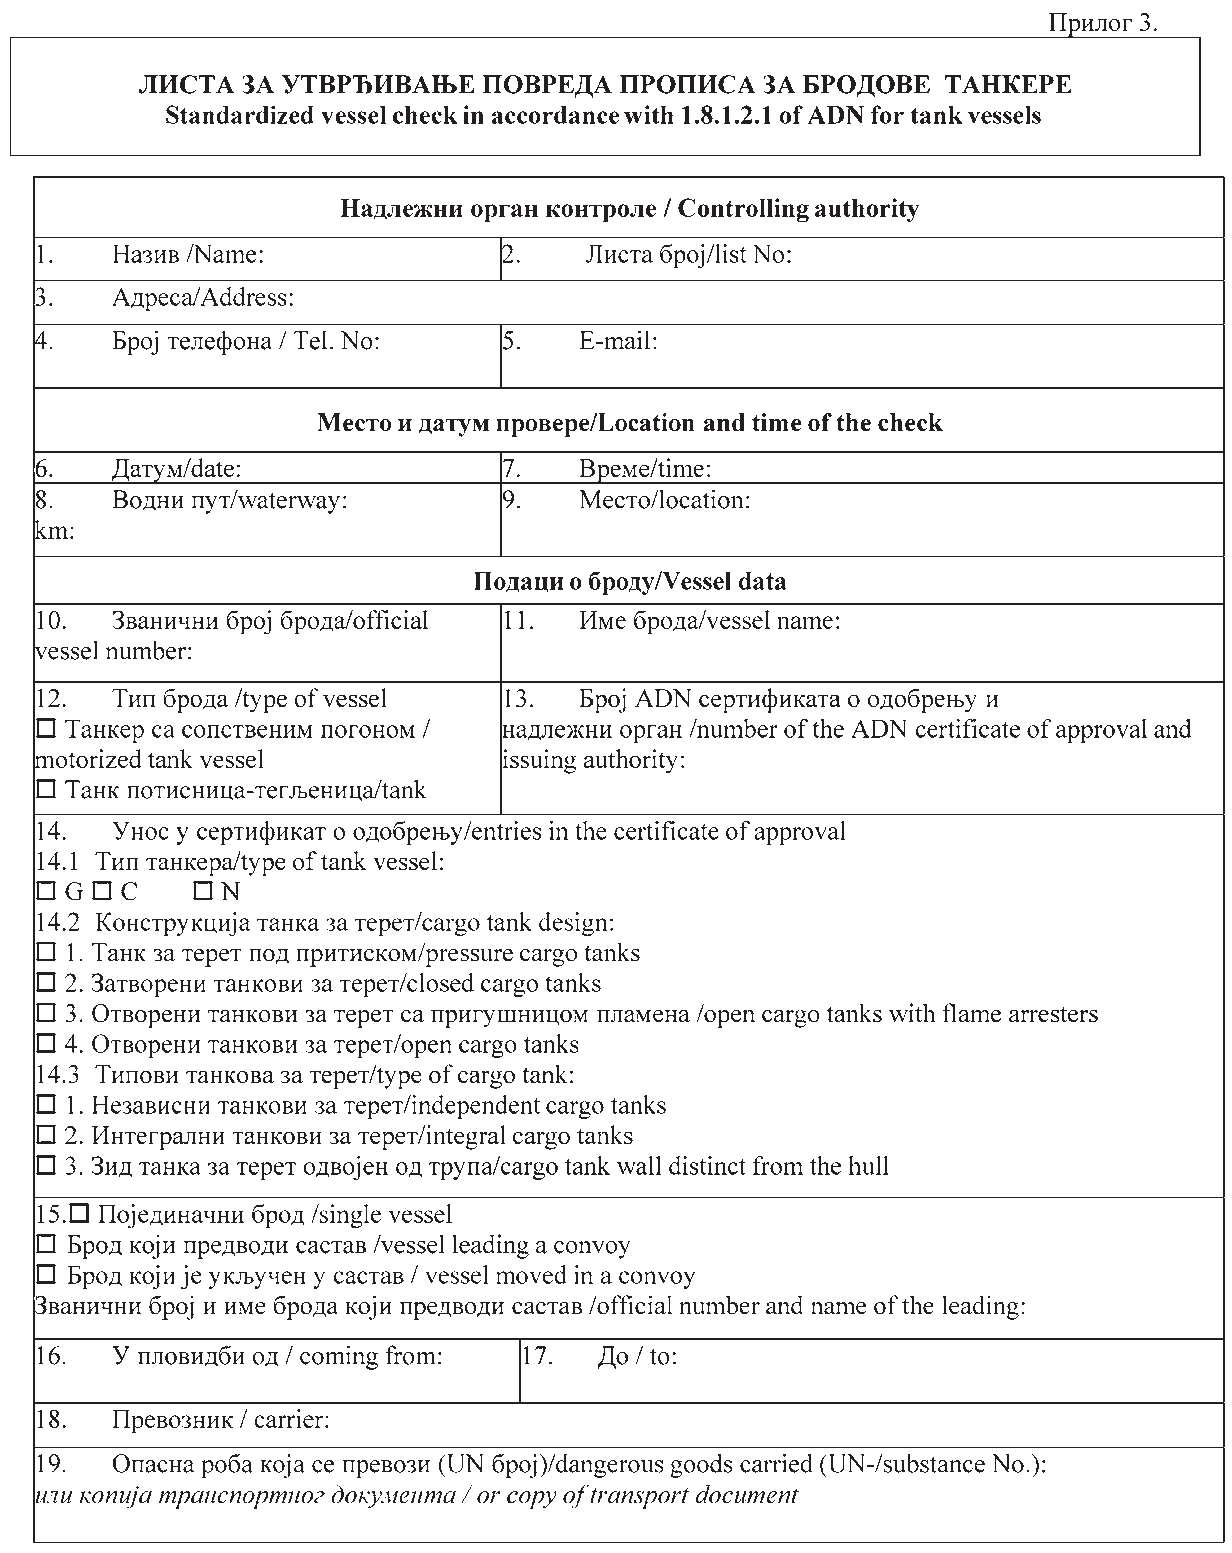 Прилог 3.
ЛИСТА ЗА УТВРЂИВАЊЕ ПОВРЕДА ПРОПИСА ЗА БРОДОВЕ ТАНКЕРЕ
Standardized vessel check in accordance with 1.8.1.2.1 of ADN for tank vessels
Надлежни орган контроле / Controlling authority
1. Назив /Name:
2. Листа број/list No:
3. Адреса/Address:
4. Број телефона / Tel. No:
5. E-mail:
Место и датум провере/Location and time of the check
6. Датум/date:
7. Време/time:
8. Водни пут/waterway:
km:
9. Место/location:
Подаци о броду/Vessel data
10. Званични број брода/official
vessel number:
11. Име брода/vessel name:
12. Тип брода /type of vessel
☐ Танкер са сопственим погоном /
motorized tank vessel
☐ Танк потисница-тегљеница/tank
13. Број ADN сертификата о одобрењу и
надлежни орган /number of the ADN certificate of approval and
issuing authority:
14. Унос у сертификат о одобрењу/entries in the certificate of approval
14.1 Тип танкера/type of tank vessel:
☐ G ☐ C ☐ N
14.2 Конструкција танка за терет/cargo tank design:
☐ 1. Танк за терет под притиском/pressure cargo tanks
☐ 2. Затворени танкови за терет/closed cargo tanks
☐ 3. Отворени танкови за терет са пригушницом пламена /open cargo tanks with flame arresters
☐ 4. Отворени танкови за терет/open cargo tanks
14.3 Типови танкова за терет/type of cargo tank:
☐ 1. Независни танкови за терет/independent cargo tanks
☐ 2. Интегрални танкови за терет/integral cargo tanks
☐ 3. Зид танка за терет одвојен од трупа/cargo tank wall distinct from the hull
15.☐ Појединачни брод /single vessel
☐ Брод који предводи састав /vessel leading a convoy
☐ Брод који је укључен у састав / vessel moved in a convoy
Званични број и име брода који предводи састав /official number and name of the leading:
16. У пловидби од / coming from:
17. До / to:
18. Превозник / carrier:
19. Опасна роба која се превози (UN број)/dangerous goods carried (UN-/substance No.):
или копија транспортног документа / or copy of transport document